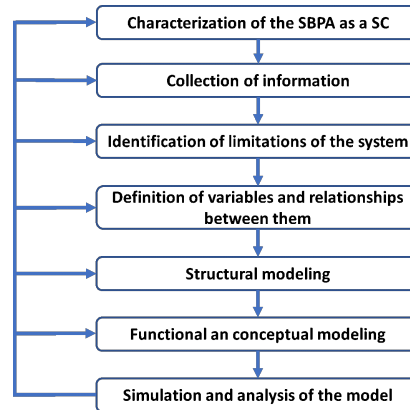 Characterization of the SBPA as a SC
Collection of information
Identification of limitations of the system
Definition of variables and relationships
between them
Structural modeling
Functional an conceptual modeling
Simulation and analysis of the model